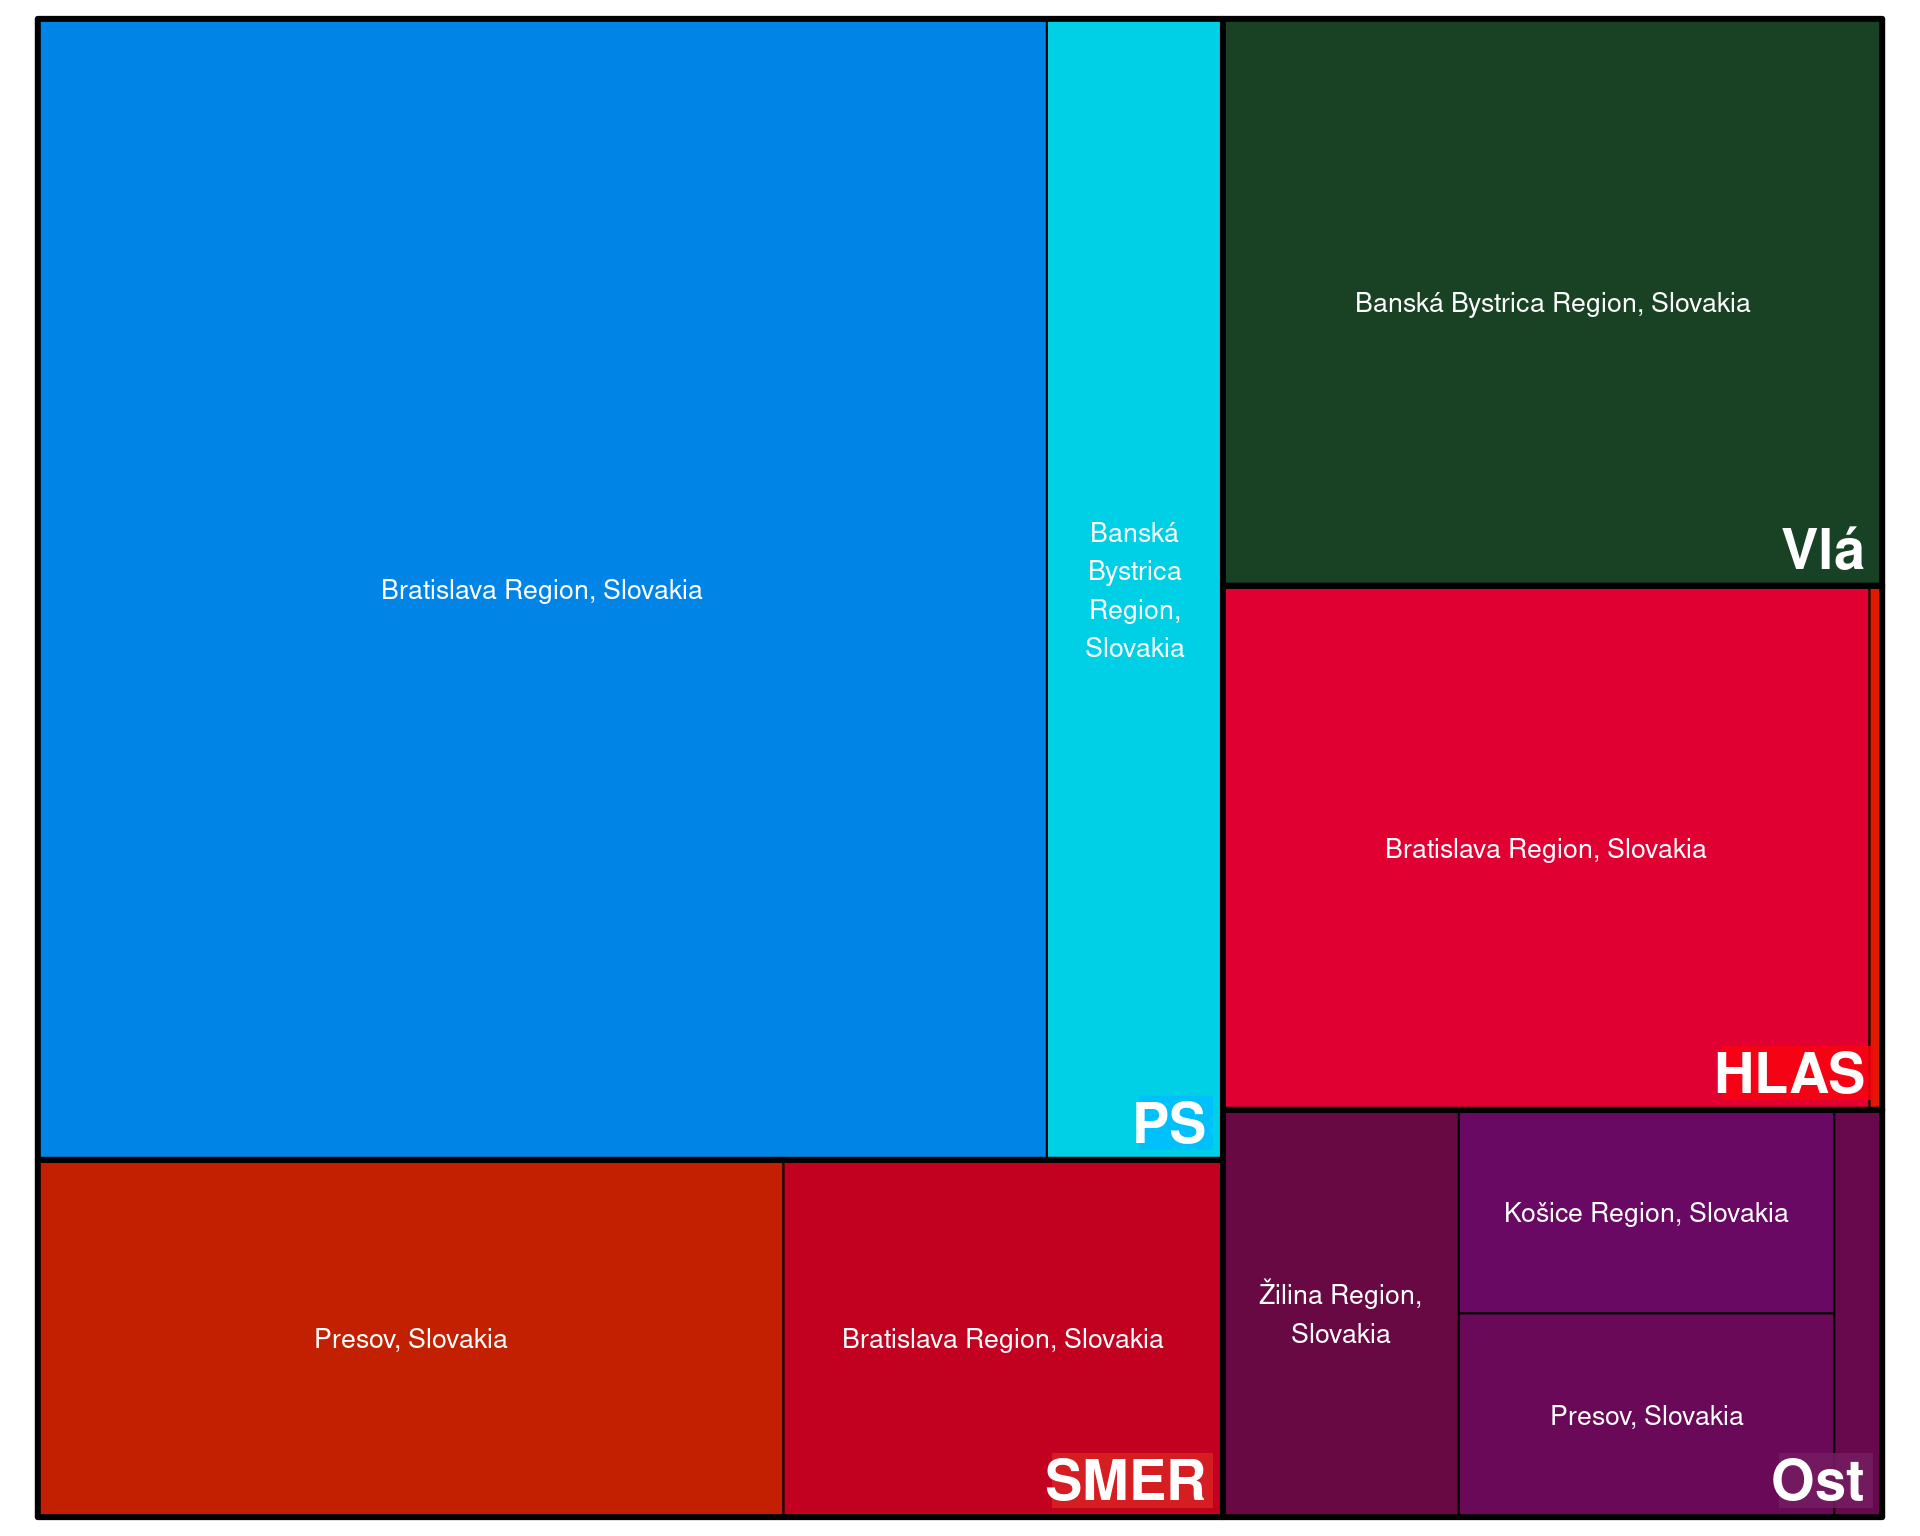 Bratislava Region, Slovakia
Banská
Bystrica
Region,
Slovakia
PS
Presov, Slovakia
Bratislava Region, Slovakia
SMER
Banská Bystrica Region, Slovakia
Vlá
Bratislava Region, Slovakia
HLAS
Žilina Region,
Slovakia
Košice Region, Slovakia
Presov, Slovakia
Ost